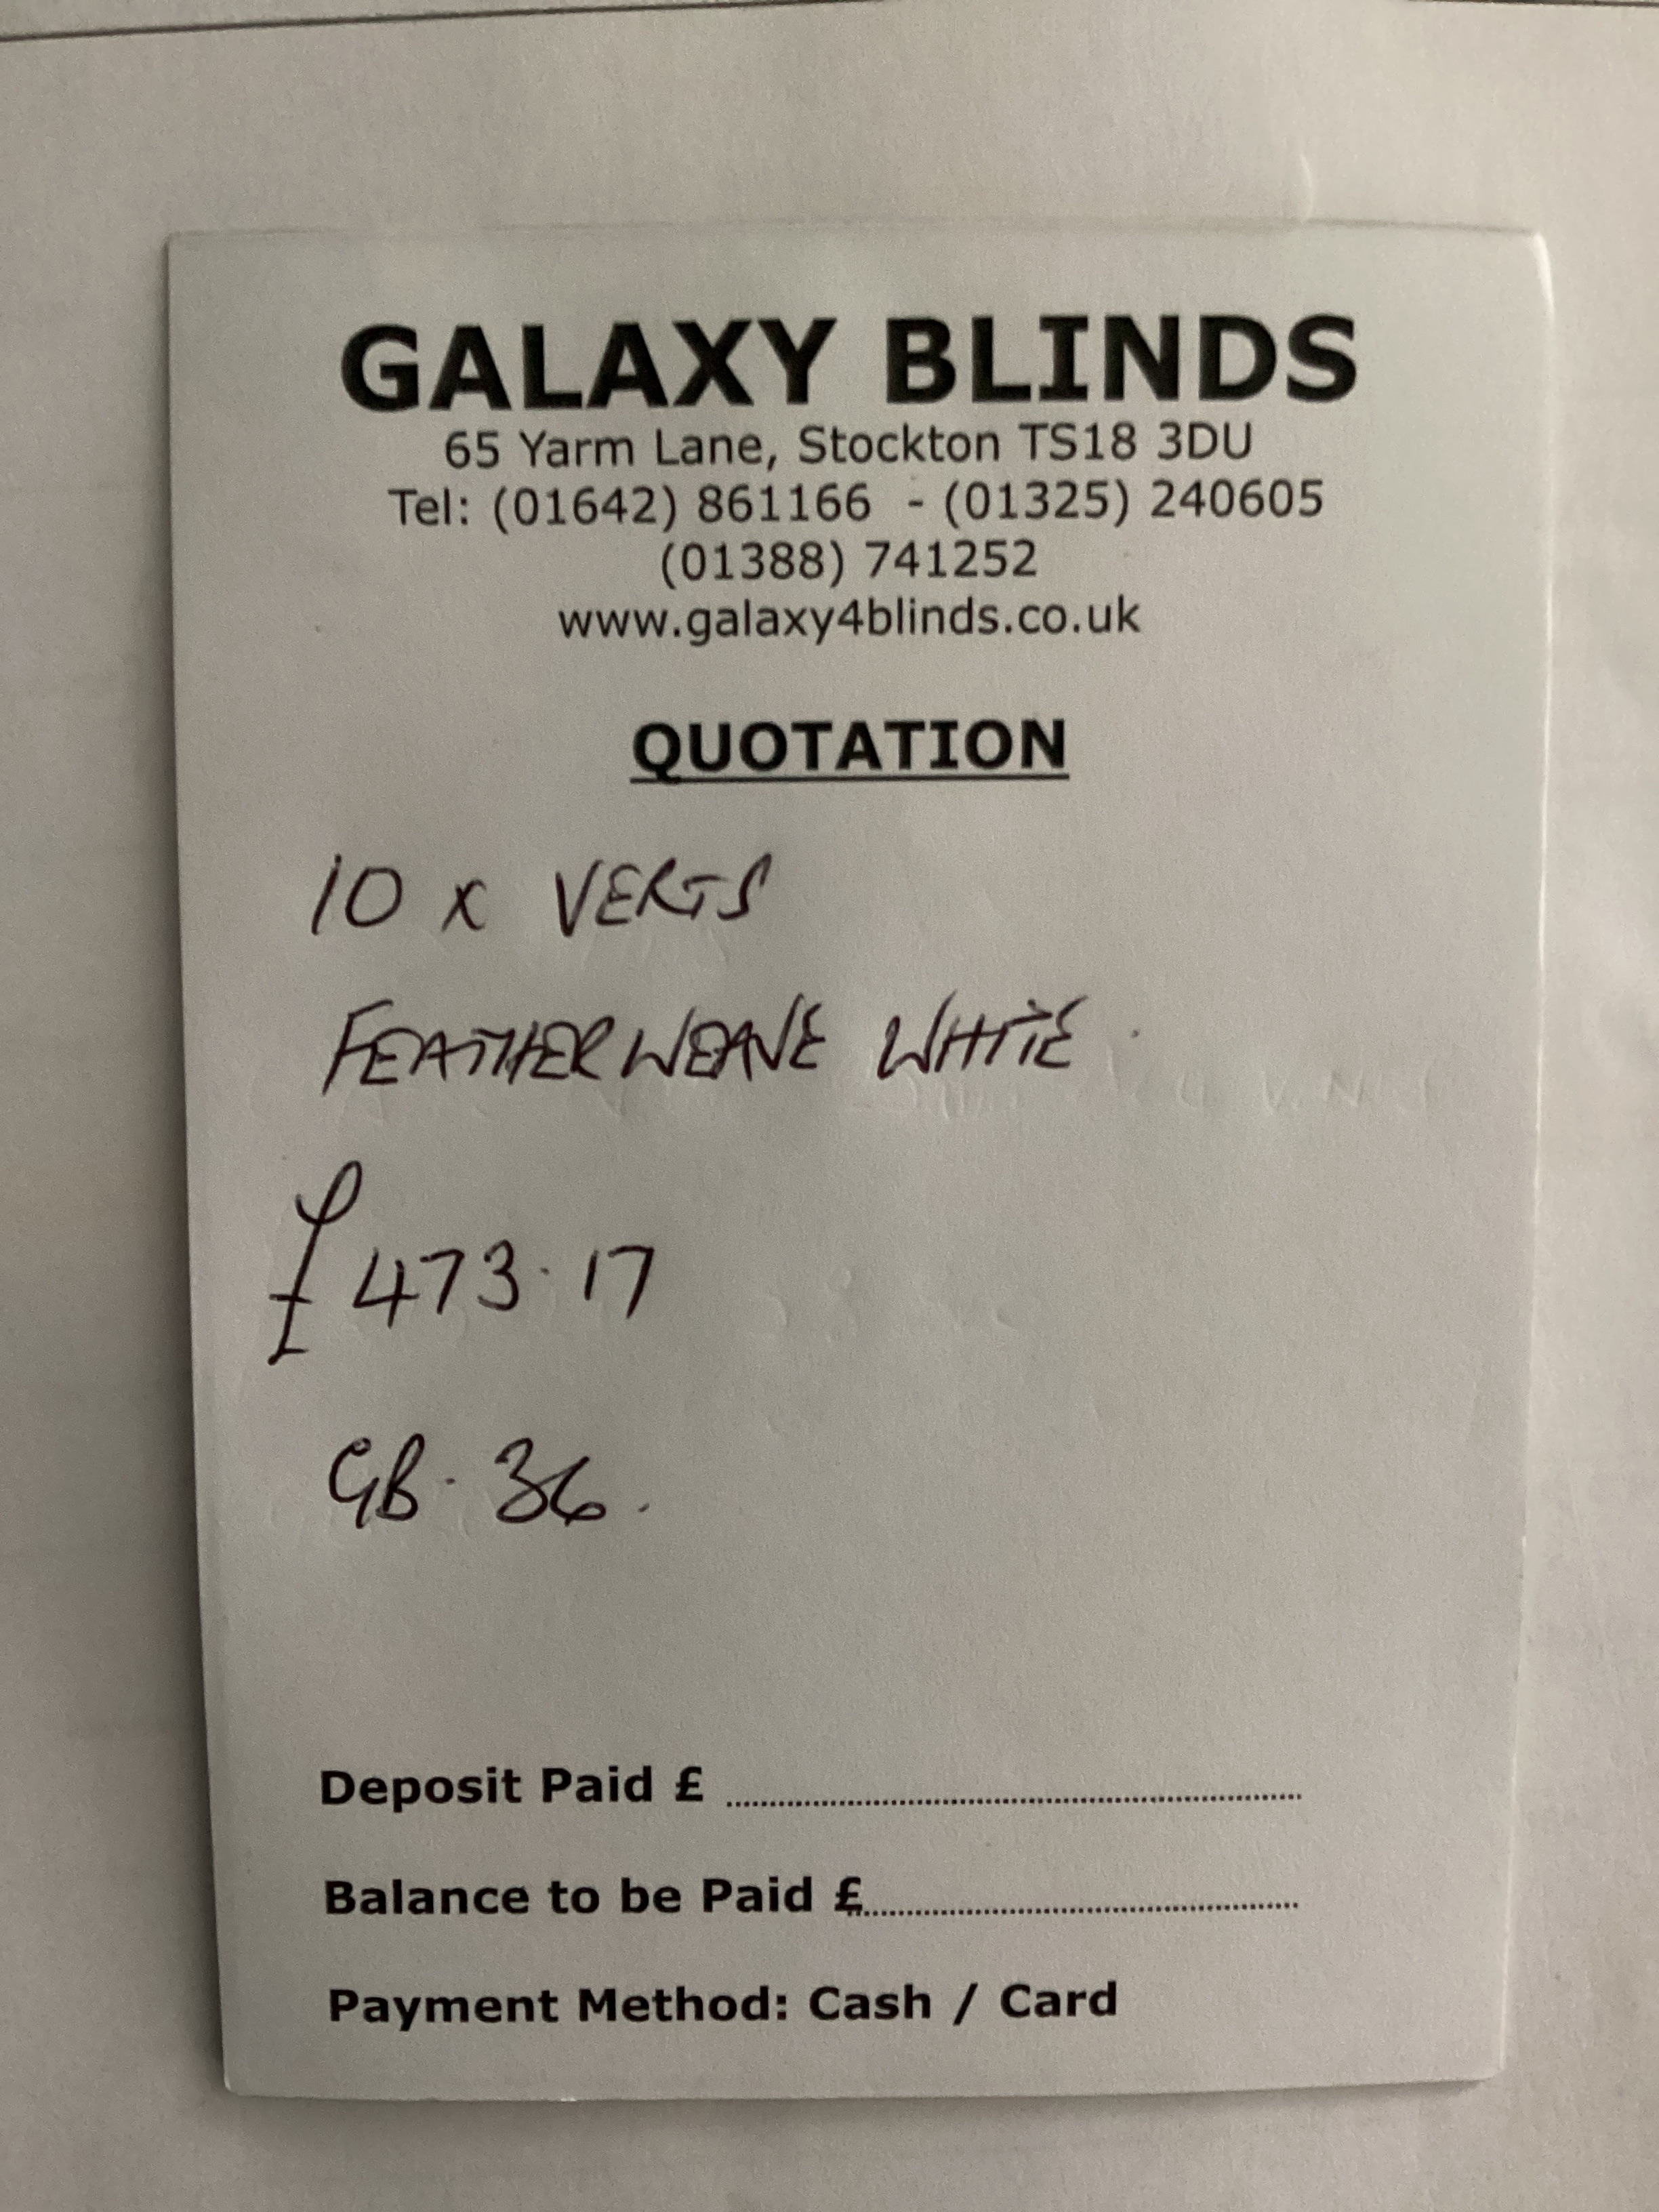 GALAXY BLINDS
65 Yarm Lane, Stockton TS18 3DU
Tel: (01642) 861166 - (01325) 240605
(01388) 741252
www.galaxy4blinds.co.uk
QUOTATION
10 x VERTS
FEATHERWEAVE WHITE.
£473.17
GB. 36.
Deposit Paid £ ..........................................
Balance to be Paid £..........................................
Payment Method: Cash / Card